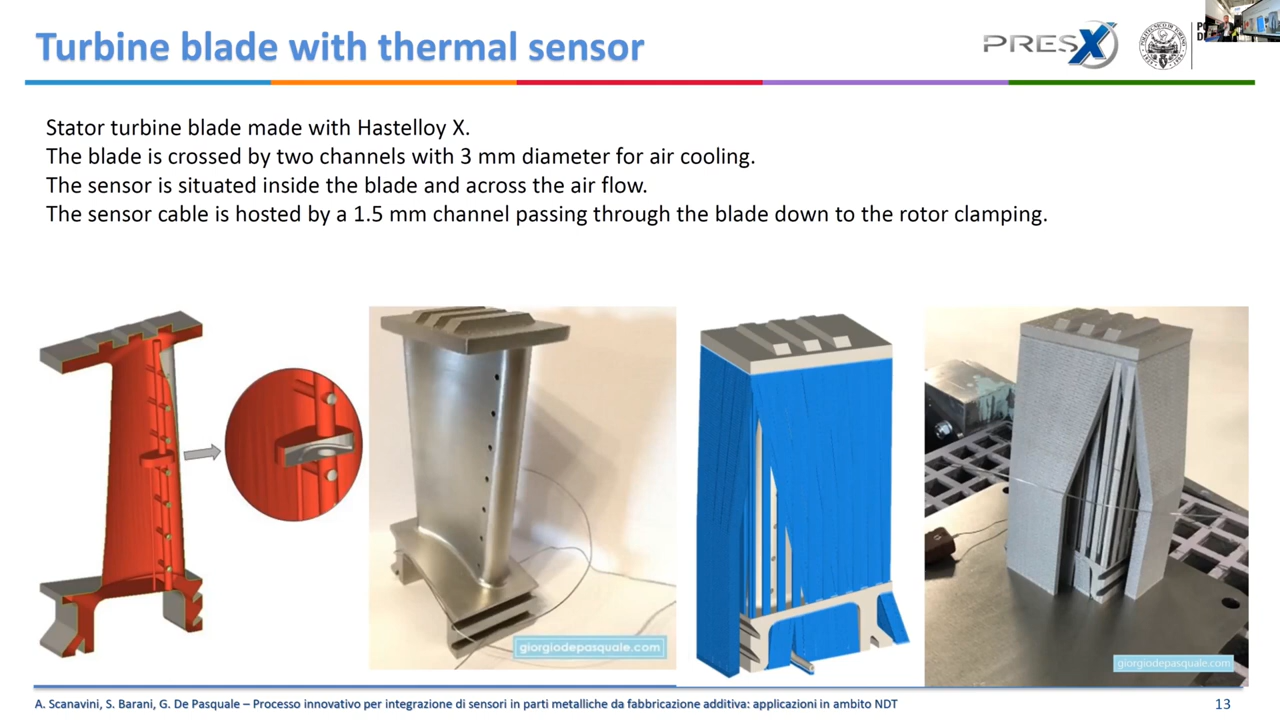 Turbine blade with thermal sensor
PRESX
Stator turbine blade made with Hastelloy X.
The blade is crossed by two channels with 3 mm diameter for air cooling.
The sensor is situated inside the blade and across the air flow.
The sensor cable is hosted by a 1.5 mm channel passing through the blade down to the rotor clamping.
giorgiodepasquale.com
giorgiodepasquale.com
A. Scanavini, S. Barani, G. De Pasquale – Processo innovativo per integrazione di sensori in parti metalliche da fabbricazione additiva: applicazioni in ambito NDT
13